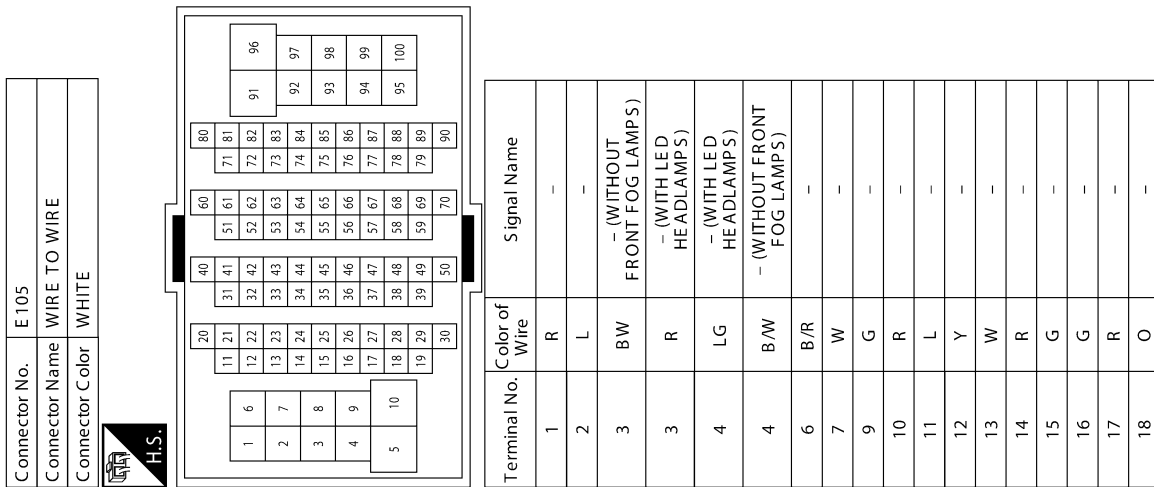 Connector No. E105
Connector Name WIRE TO WIRE
Connector Color WHITE
H.S.
1 6
2 7
3 8
4 9
5 10
20
11 21
12 22
13 23
14 24
15 25
16 26
17 27
18 28
19 29
30
40
31 41
32 42
33 43
34 44
35 45
36 46
37 47
38 48
39 49
50
60
51 61
52 62
53 63
54 64
55 65
56 66
57 67
58 68
59 69
70
80
71 81
72 82
73 83
74 84
75 85
76 86
77 87
78 88
79 89
90
91 96
92 97
93 98
94 99
95 100
Terminal No. Color of Wire Signal Name
1 R –
2 L –
3 BW – (WITHOUT
FRONT FOG LAMPS)
3 R – (WITH LED
HEADLAMPS)
4 LG – (WITH LED
HEADLAMPS)
4 B/W – (WITHOUT FRONT
FOG LAMPS)
6 B/R –
7 W –
9 G –
10 R –
11 L –
12 Y –
13 W –
14 R –
15 G –
16 G –
17 R –
18 O –